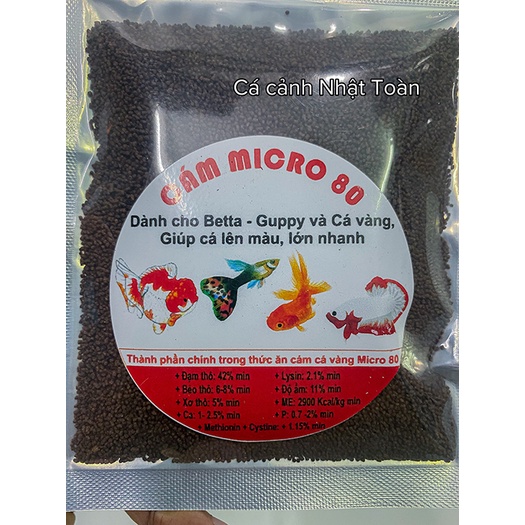 Cá cảnh Nhật Toàn
CÁM MICRO 80
Dành cho Betta - Guppy và Cá vàng,
Giúp cá lên màu, lớn nhanh
Thành phần chính trong thức ăn cám cá vàng Micro 80
+ Đạm thô: 42% min + Lysin: 2.1% min
+ Béo thô: 6-8% min + Độ ẩm: 11% min
+ Xơ thô: 5% min + ME: 2900 Kcal/kg min
+ Ca: 1- 2.5% min + P: 0.7 -2% min
+ Methionin + Cystine: + 1.15% min